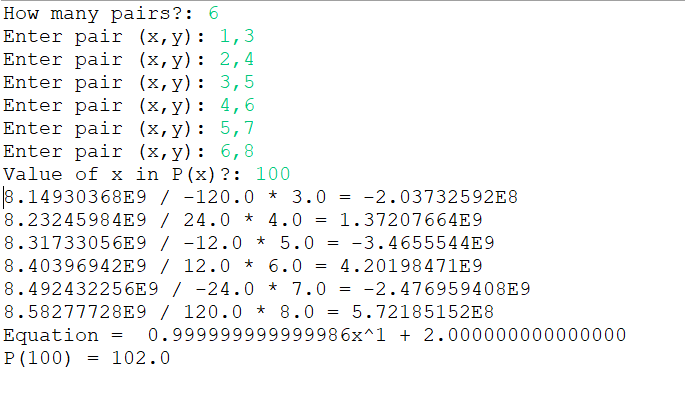 How many pairs?: 6
Enter pair (x,y): 1,3
Enter pair (x,y): 2,4
Enter pair (x,y): 3,5
Enter pair (x,y): 4,6
Enter pair (x,y): 5,7
Enter pair (x,y): 6,8
Value of x in P(x)?: 100
8.14930368E9 / -120.0 * 3.0 = -2.03732592E8
8.23245984E9 / 24.0 * 4.0 = 1.37207664E9
8.31733056E9 / -12.0 * 5.0 = -3.4655544E9
8.40396942E9 / 12.0 * 6.0 = 4.20198471E9
8.492432256E9 / -24.0 * 7.0 = -2.476959408E9
8.58277728E9 / 120.0 * 8.0 = 5.72185152E8
Equation =  0.999999999999986x^1 + 2.000000000000000
P(100) = 102.0